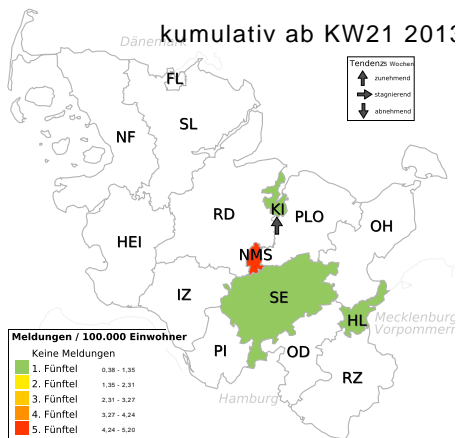 kumulativ ab KW21 2013
Dänemark
Tendenz5 Wochen
zunehmend
stagnierend
abnehmend
FL
NF
SL
RD
KI
PLO
OH
HEI
NMS
IZ
SE
HL
Mecklenburg
Vorpommern
PI
OD
RZ
Hamburg
Meldungen / 100.000 Einwohner
Keine Meldungen
1. Fünftel 0,38 - 1,35
2. Fünftel 1,35 - 2,31
3. Fünftel 2,31 - 3,27
4. Fünftel 3,27 - 4,24
5. Fünftel 4,24 - 5,20